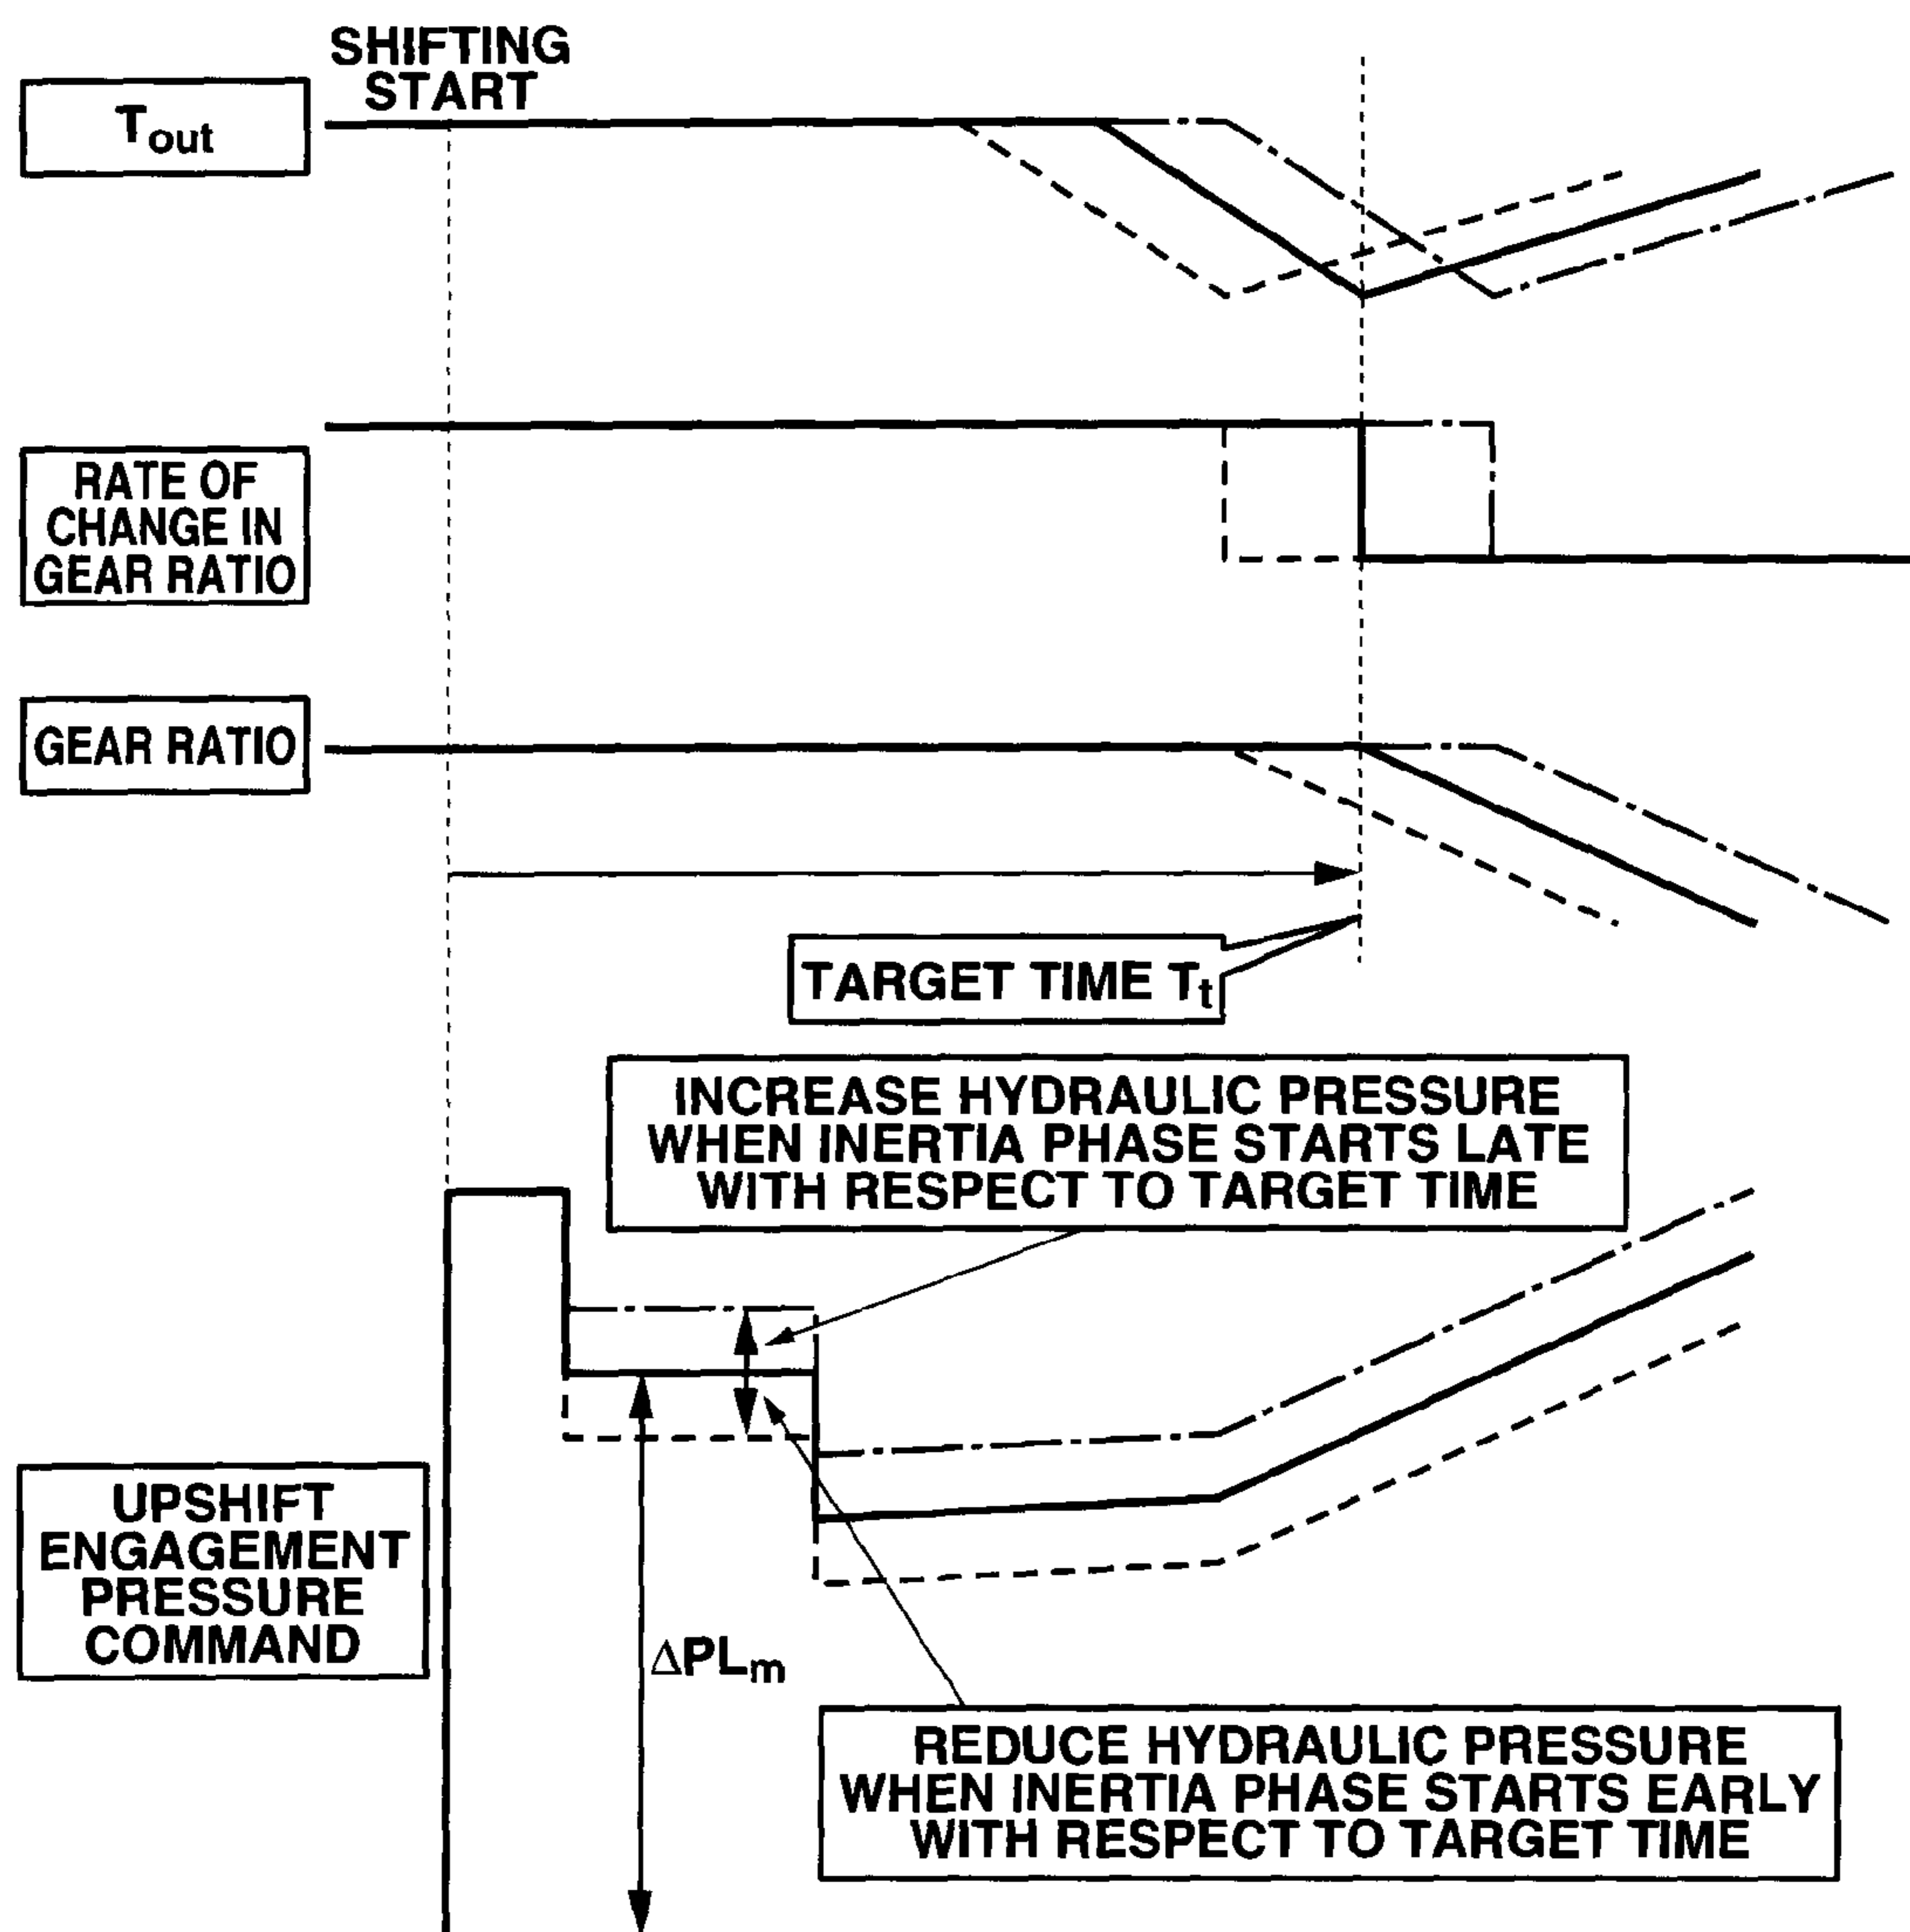 SHIFTING
START
Tout
RATE OF
CHANGE IN
GEAR RATIO
GEAR RATIO
TARGET TIME Tt
INCREASE HYDRAULIC PRESSURE
WHEN INERTIA PHASE STARTS LATE
WITH RESPECT TO TARGET TIME
UPSHIFT
ENGAGEMENT
PRESSURE
COMMAND
ΔPLm
REDUCE HYDRAULIC PRESSURE
WHEN INERTIA PHASE STARTS EARLY
WITH RESPECT TO TARGET TIME